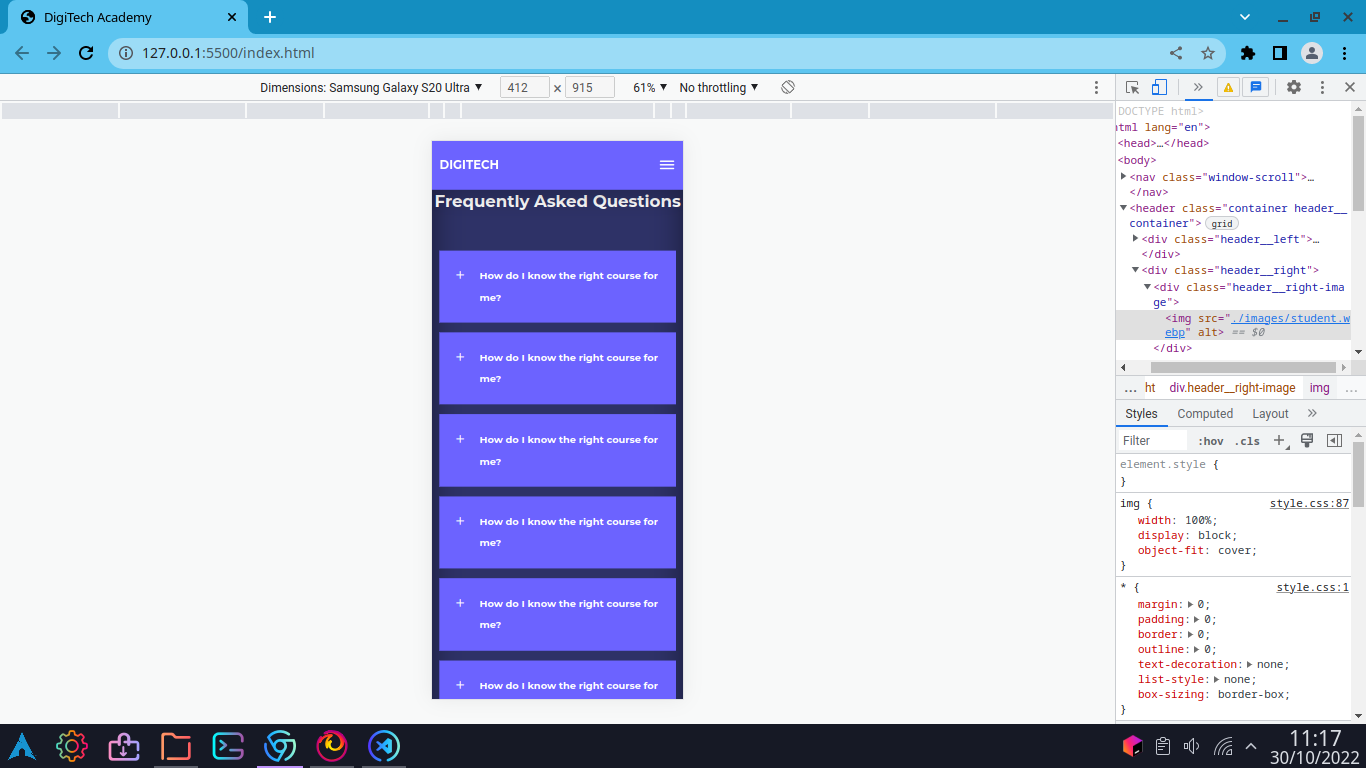 DigiTech Academy
127.0.0.1:5500/index.html
Dimensions: Samsung Galaxy S20 Ultra 412 × 915 61% No throttling
DIGITECH
Frequently Asked Questions
+ How do I know the right course for
me?
+ How do I know the right course for
me?
+ How do I know the right course for
me?
+ How do I know the right course for
me?
+ How do I know the right course for
me?
+ How do I know the right course for
DOCTYPE html>
html lang="en">
<head>…</head>
<body>
<nav class="window-scroll">…
</nav>
<header class="container header__
container"> grid
<div class="header__left">…
</div>
<div class="header__right">
<div class="header__right-ima
ge">
<img src="./images/student.w
ebp" alt> == $0
</div>
... ht div.header__right-image img ...
Styles Computed Layout
Filter :hov .cls
element.style {
}
img { style.css:87
width: 100%;
display: block;
object-fit: cover;
}
* { style.css:1
margin: 0;
padding: 0;
border: 0;
outline: 0;
text-decoration: none;
list-style: none;
box-sizing: border-box;
}
11:17
30/10/2022